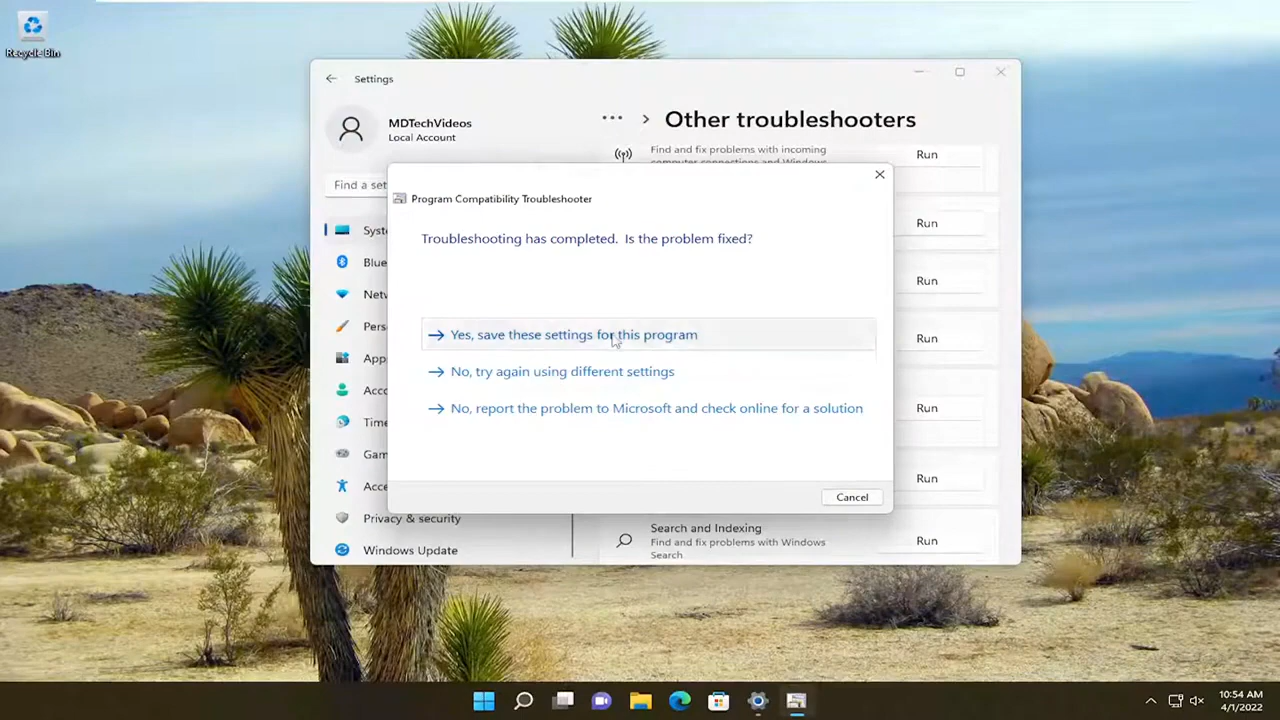 Recycle Bin
Settings
MDTechVideos
Local Account
Find a set
Syste
Blue
Netw
Pers
App
Acco
Time
Gam
Acce
Privacy & security
Windows Update
Other troubleshooters
Find and fix problems with incoming
computer connections and Windows
Run
Run
Run
Run
Run
Run
Search and Indexing
Find and fix problems with Windows
Search
Run
Program Compatibility Troubleshooter
Troubleshooting has completed. Is the problem fixed?
Yes, save these settings for this program
No, try again using different settings
No, report the problem to Microsoft and check online for a solution
Cancel
10:54 AM
4/1/2022